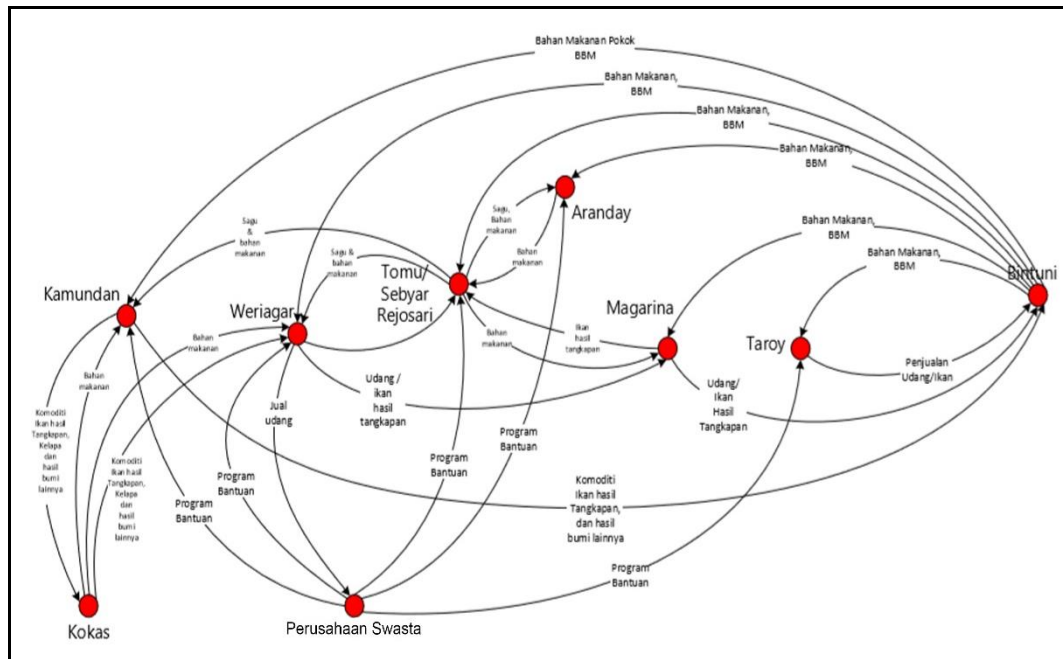 Bahan Makanan Pokok
BBM
Bahan Makanan,
BBM
Bahan Makanan,
BBM
Bahan Makanan,
BBM
Aranday
Sagu,
Bahan
makanan
Bahan
makanan
Sagu
&
bahan
makanan
Sagu &
bahan
makanan
Tomu/
Sebyar
Rejosari
Bahan Makanan,
BBM
Bahan Makanan,
BBM
Bintuni
Kamundan
Weriagar
Magarina
Taroy
Bahan
makanan
Bahan
makanan
Ikan
hasil
tangkapan
Bahan
makanan
Penjualan
Udang/Ikan
Udang/
Ikan
Hasil
Tangkapan
Udang /
ikan
hasil
tangkapan
Jual
udang
Komoditi
Ikan hasil
Tangkapan,
Kelapa
dan
hasil
bumi
lainnya
Komoditi
Ikan hasil
Tangkapan,
Kelapa
dan
hasil
bumi
lainnya
Program
Bantuan
Program
Bantuan
Program
Bantuan
Program
Bantuan
Komoditi
Ikan hasil
Tangkapan,
dan hasil
bumi lainnya
Program
Bantuan
Kokas
Perusahaan Swasta